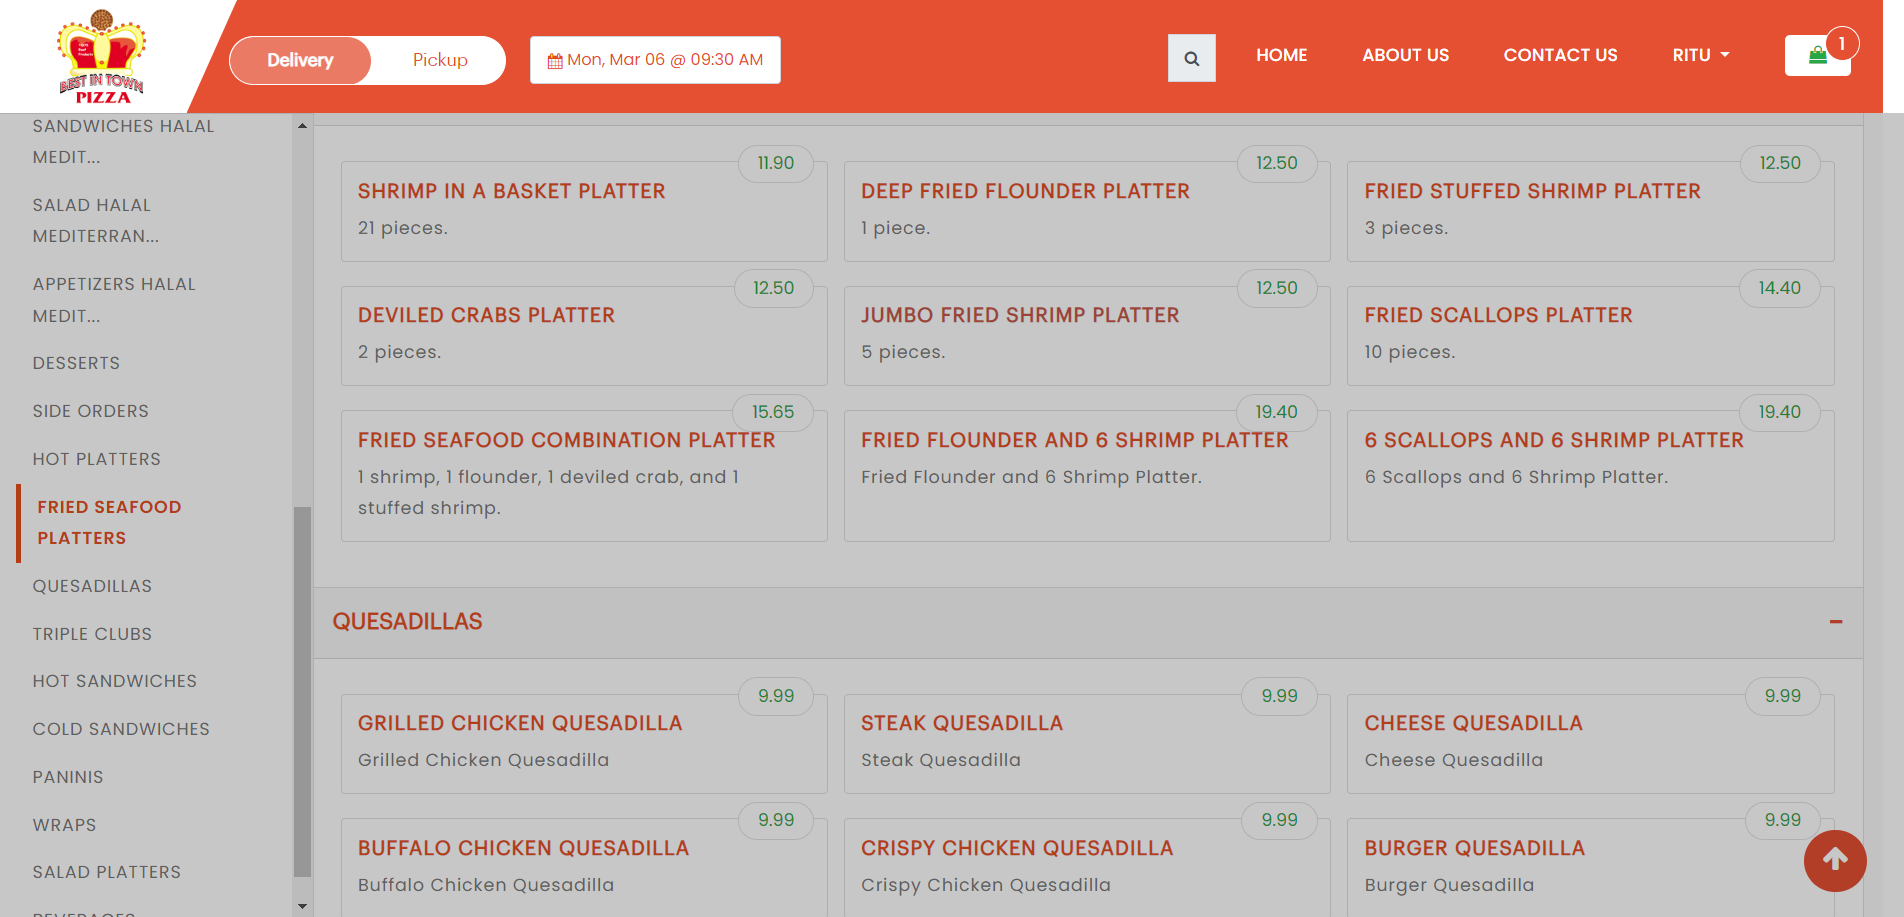 BEST IN TOWN
PIZZA
Delivery
Pickup
Mon, Mar 06 @ 09:30 AM
HOME
ABOUT US
CONTACT US
RITU
1
SANDWICHES HALAL
MEDIT...
SALAD HALAL
MEDITERRAN...
APPETIZERS HALAL
MEDIT...
DESSERTS
SIDE ORDERS
HOT PLATTERS
FRIED SEAFOOD
PLATTERS
QUESADILLAS
TRIPLE CLUBS
HOT SANDWICHES
COLD SANDWICHES
PANINIS
WRAPS
SALAD PLATTERS
BEVERAGES
11.90
SHRIMP IN A BASKET PLATTER
21 pieces.
12.50
DEEP FRIED FLOUNDER PLATTER
1 piece.
12.50
FRIED STUFFED SHRIMP PLATTER
3 pieces.
12.50
DEVILED CRABS PLATTER
2 pieces.
12.50
JUMBO FRIED SHRIMP PLATTER
5 pieces.
14.40
FRIED SCALLOPS PLATTER
10 pieces.
15.65
FRIED SEAFOOD COMBINATION PLATTER
1 shrimp, 1 flounder, 1 deviled crab, and 1
stuffed shrimp.
19.40
FRIED FLOUNDER AND 6 SHRIMP PLATTER
Fried Flounder and 6 Shrimp Platter.
19.40
6 SCALLOPS AND 6 SHRIMP PLATTER
6 Scallops and 6 Shrimp Platter.
QUESADILLAS
9.99
GRILLED CHICKEN QUESADILLA
Grilled Chicken Quesadilla
9.99
STEAK QUESADILLA
Steak Quesadilla
9.99
CHEESE QUESADILLA
Cheese Quesadilla
9.99
BUFFALO CHICKEN QUESADILLA
Buffalo Chicken Quesadilla
9.99
CRISPY CHICKEN QUESADILLA
Crispy Chicken Quesadilla
9.99
BURGER QUESADILLA
Burger Quesadilla